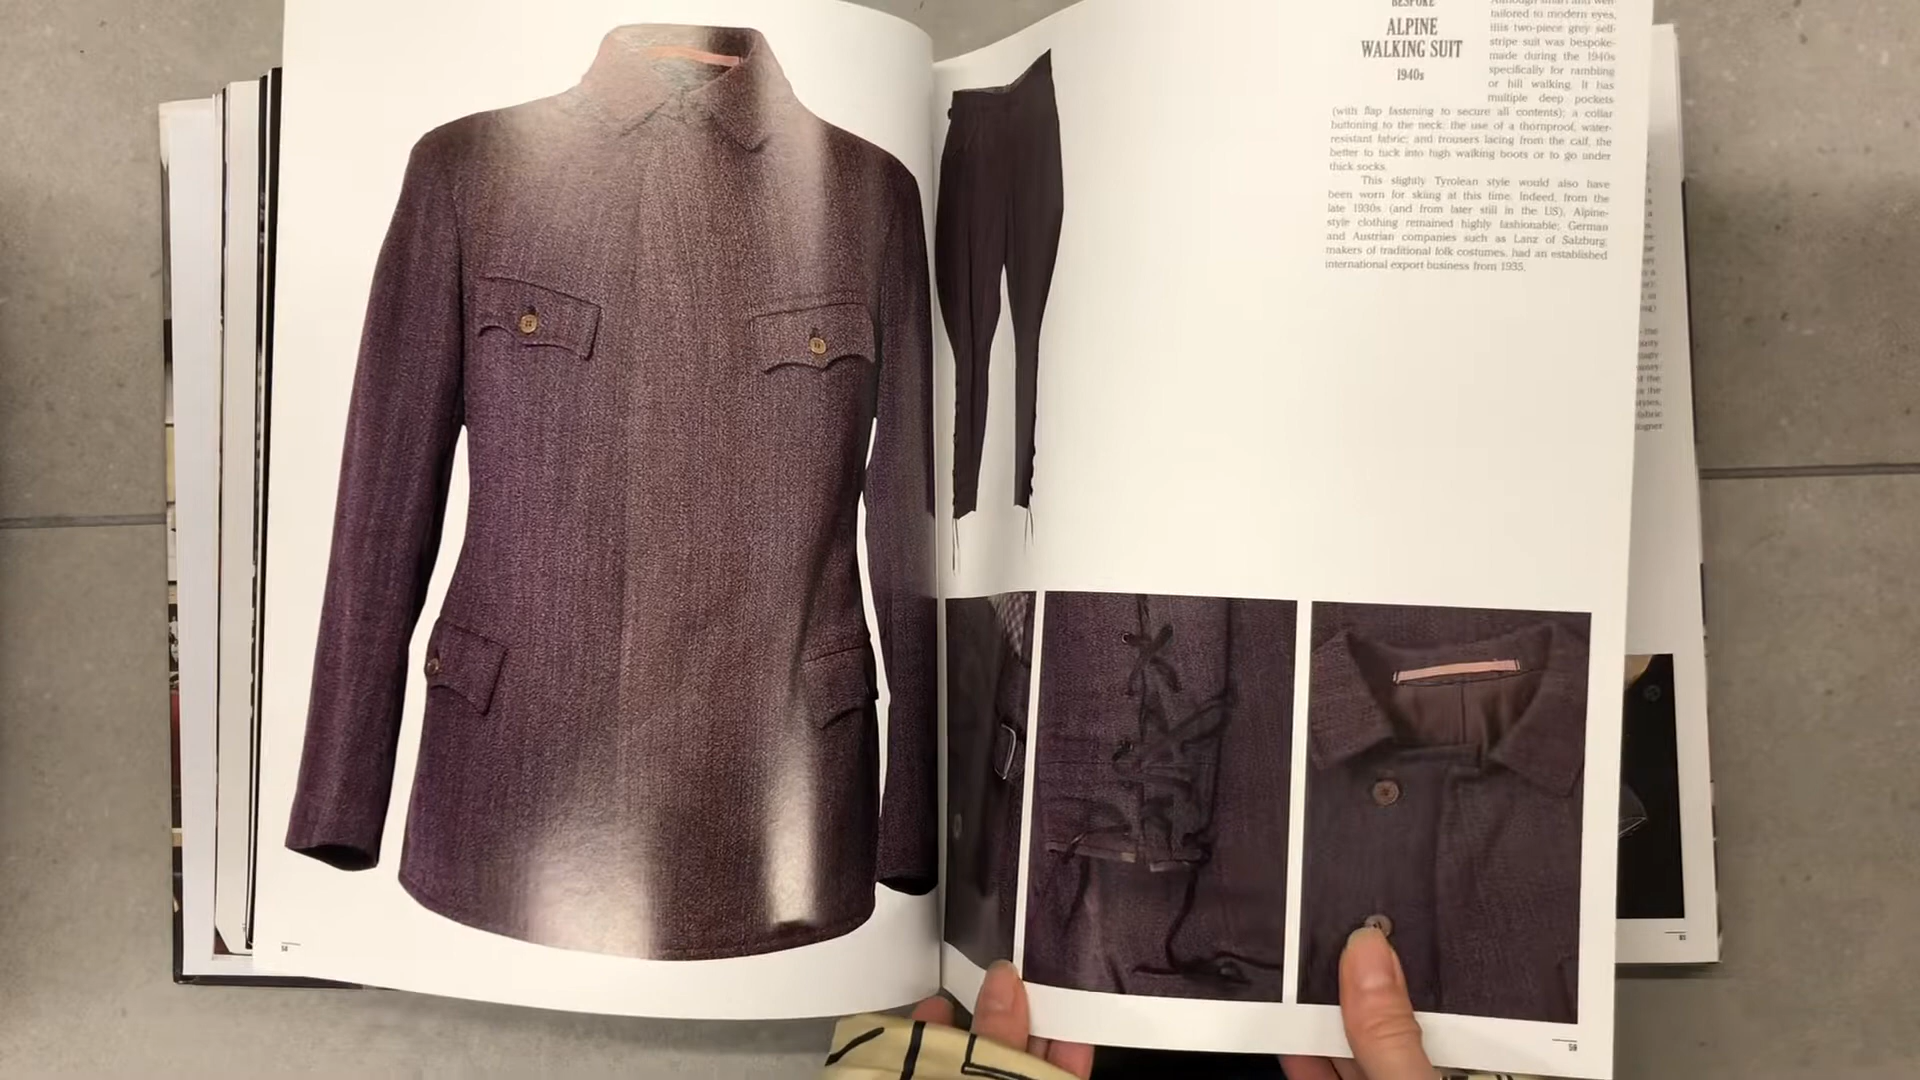 BESPOKE
ALPINE
WALKING SUIT
1940s
Although smart and well
tailored to modern eyes,
this two-piece grey self-
stripe suit was bespoke-
made during the 1940s
specifically for rambling
or hill walking. It has
multiple deep pockets
(with flap fastening to secure all contents); a collar
buttoning to the neck; the use of a thornproof, water-
resistant fabric; and trousers lacing from the calf, the
better to tuck into high walking boots or to go under
thick socks.
This slightly Tyrolean style would also have
been worn for skiing at this time. Indeed, from the
late 1930s (and from later still in the US), Alpine-
style clothing remained highly fashionable; German
and Austrian companies such as Lanz of Salzburg,
makers of traditional folk costumes, had an established
international export business from 1935.
58
59